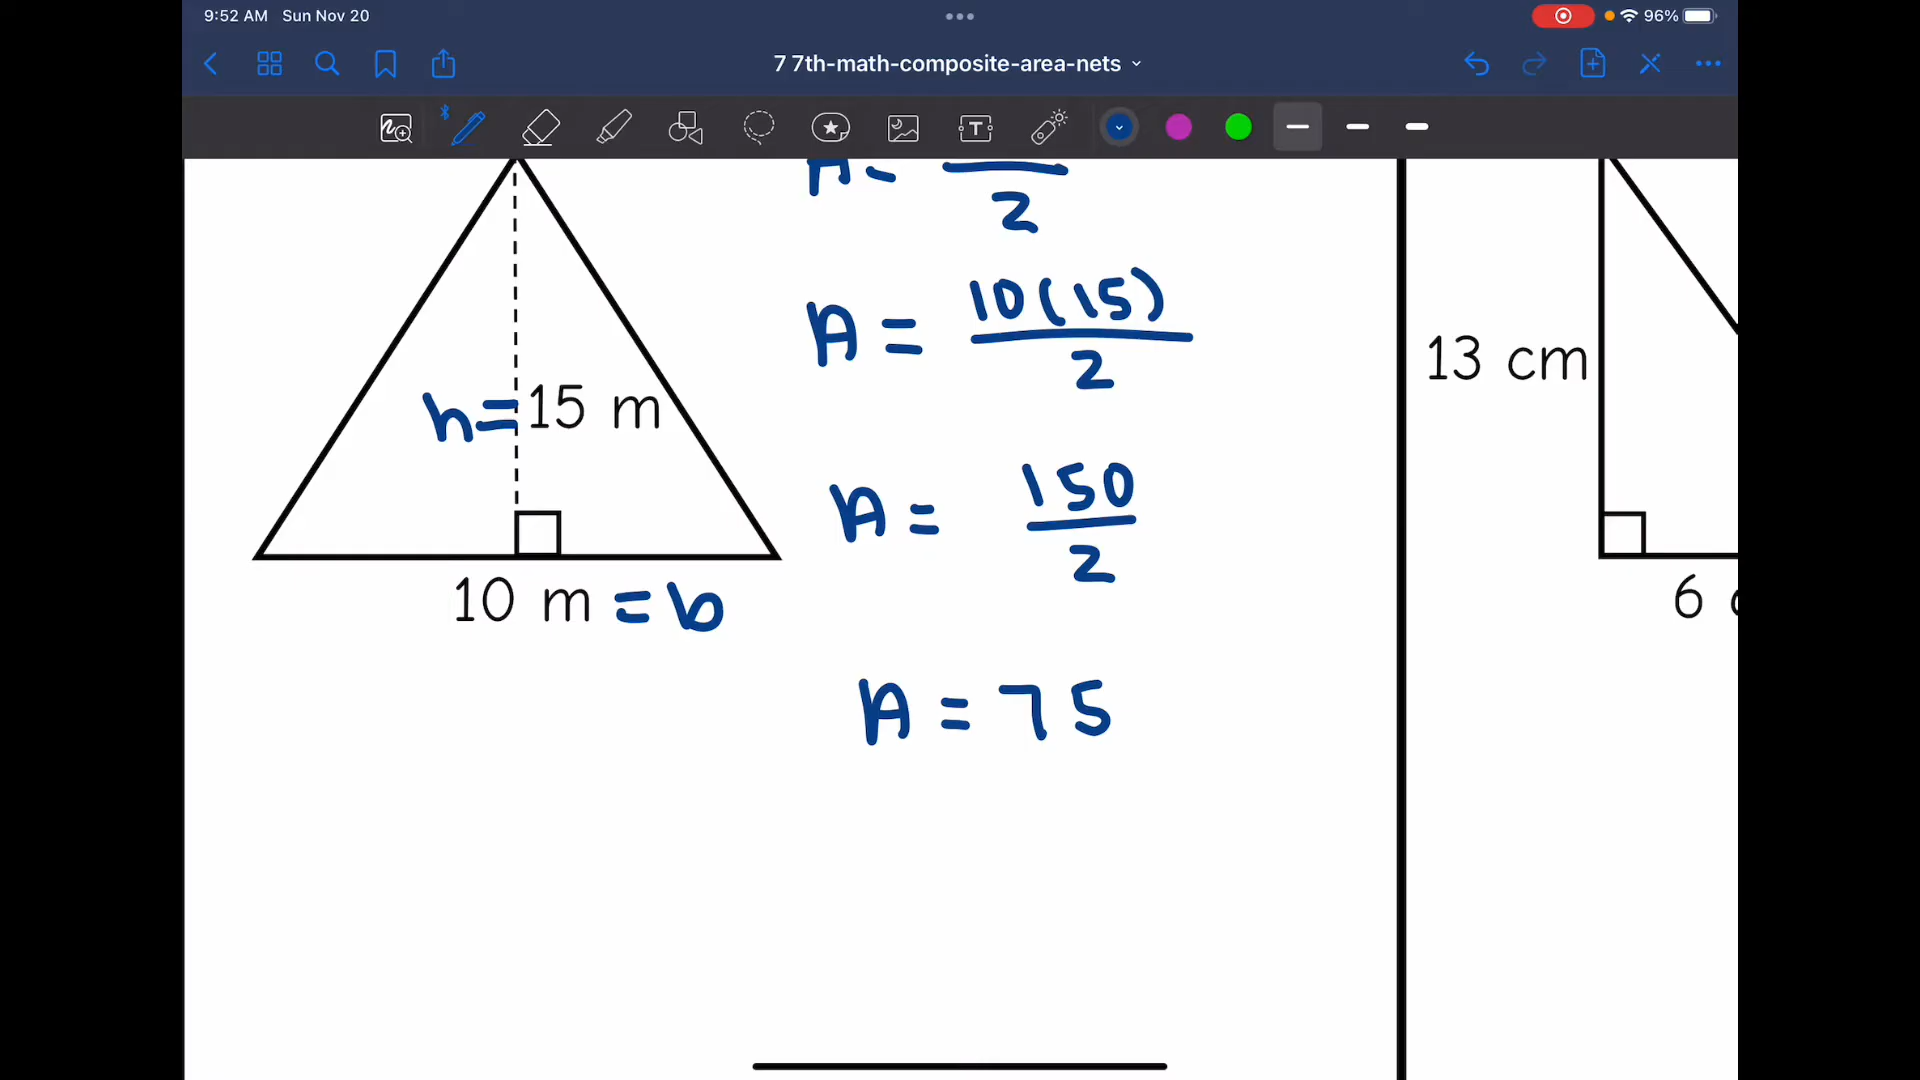 9:52 AM Sun Nov 20
96%
7 7th-math-composite-area-nets
T
A =
2
A = 10(15)
2
h = 15 m
13 cm
A = 150
2
10 m = b
6
A = 75